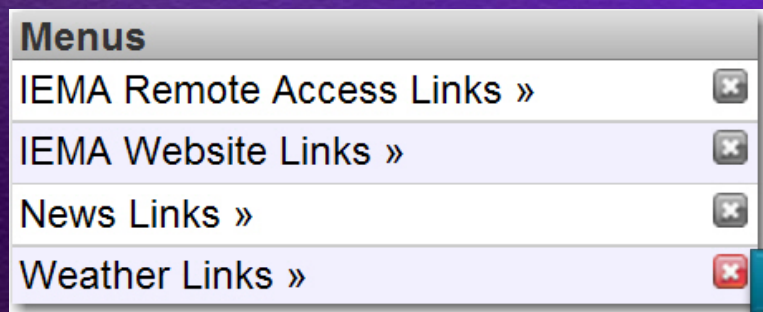 Menus
IEMA Remote Access Links »
IEMA Website Links »
News Links »
Weather Links »